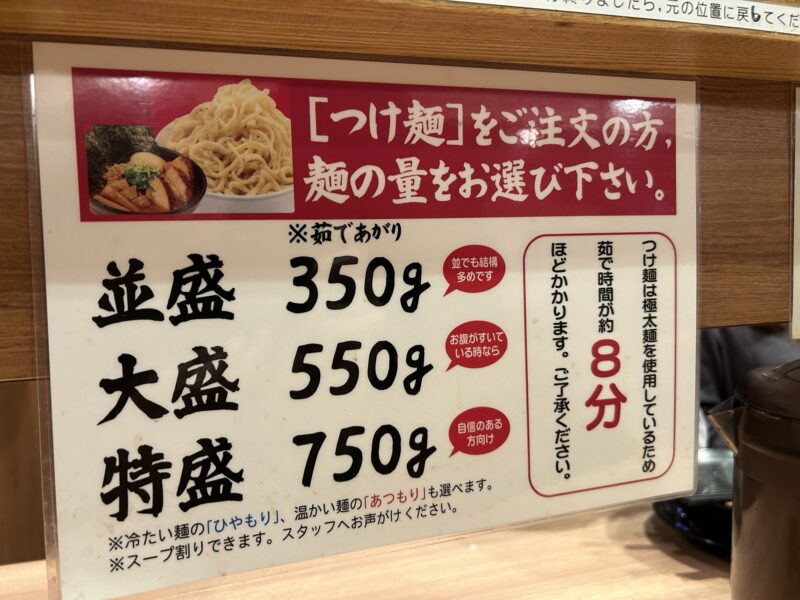 元の位置に戻してくだ
[つけ麺]をご注文の方,
麺の量をお選び下さい。
※茹であがり
並盛 350g
並でも結構
多めです
大盛 550g
お腹がすいて
いる時なら
特盛 750g
自信のある
方向け
つけ麺は極太麺を使用しているため
茹で時間が約
8分
ほどかかります。ご了承ください。
※冷たい麺の「ひやもり」、温かい麺の「あつもり」も選べます。
※スープ割りできます。スタッフへお声がけください。